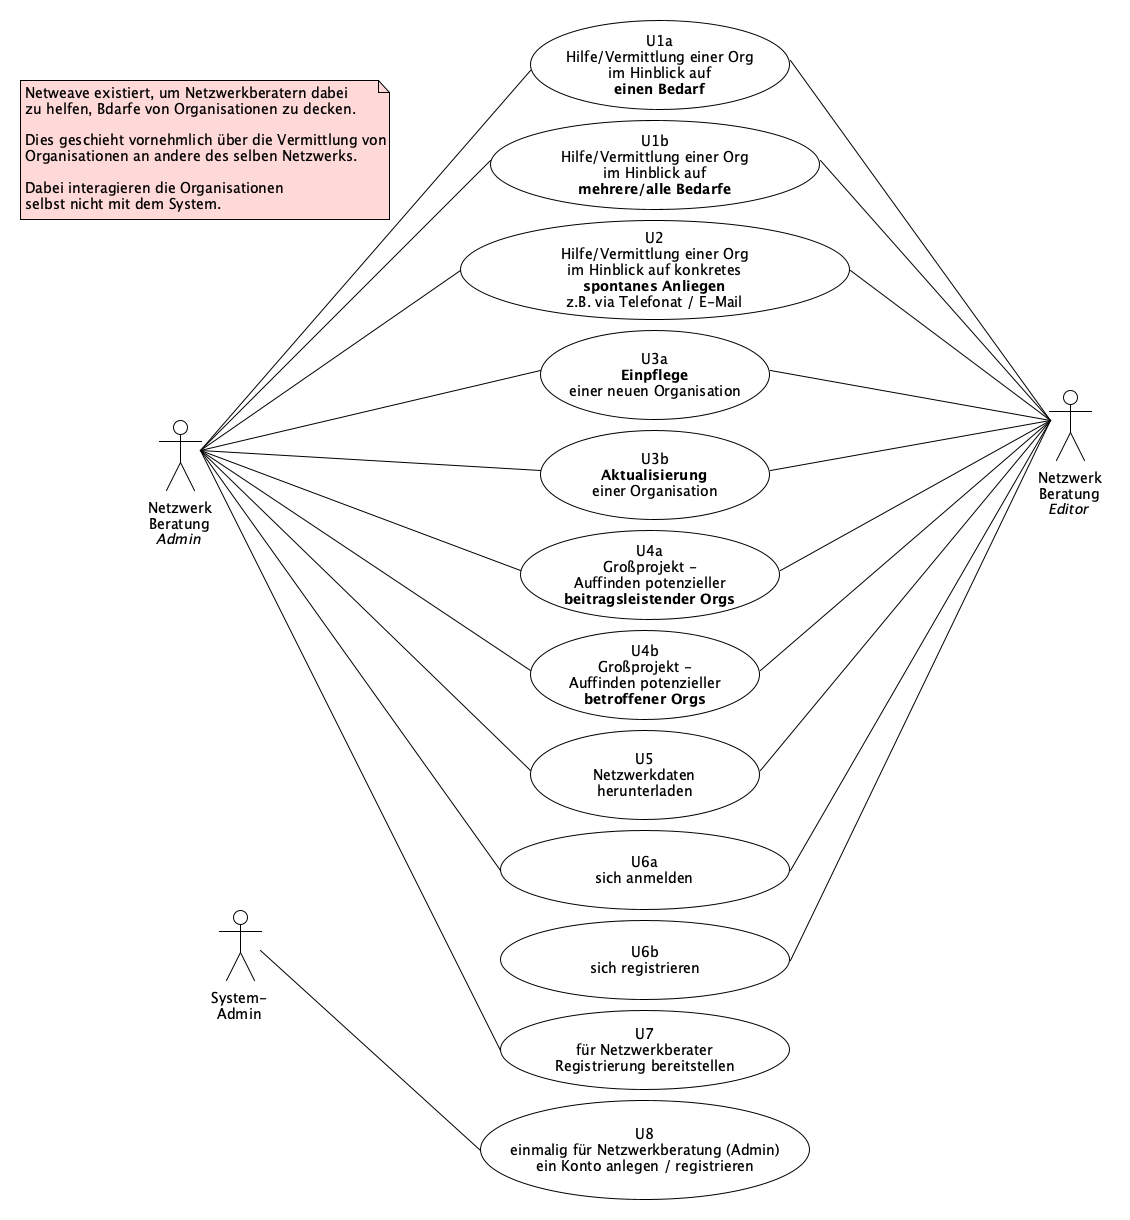 Netweave existiert, um Netzwerkberatern dabei
zu helfen, Bdarfe von Organisationen zu decken.
Dies geschieht vornehmlich über die Vermittlung von
Organisationen an andere des selben Netzwerks.
Dabei interagieren die Organisationen
selbst nicht mit dem System.
U1a
Hilfe/Vermittlung einer Org
im Hinblick auf
einen Bedarf
U1b
Hilfe/Vermittlung einer Org
im Hinblick auf
mehrere/alle Bedarfe
U2
Hilfe/Vermittlung einer Org
im Hinblick auf konkretes
spontanes Anliegen
z.B. via Telefonat / E-Mail
U3a
Einpflege
einer neuen Organisation
U3b
Aktualisierung
einer Organisation
Netzwerk
Beratung
Admin
Netzwerk
Beratung
Editor
U4a
Großprojekt -
Auffinden potenzieller
beitragsleistender Orgs
U4b
Großprojekt -
Auffinden potenzieller
betroffener Orgs
U5
Netzwerkdaten
herunterladen
U6a
sich anmelden
U6b
sich registrieren
System-
Admin
U7
für Netzwerkberater
Registrierung bereitstellen
U8
einmalig für Netzwerkberatung (Admin)
ein Konto anlegen / registrieren